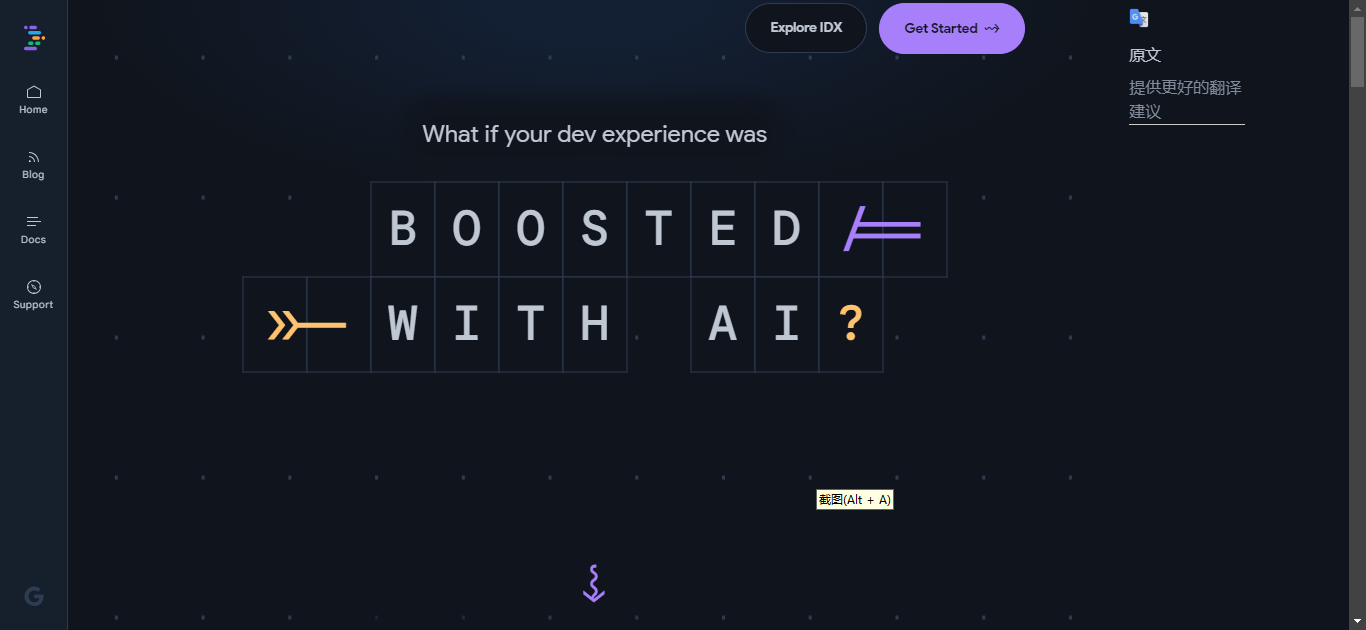 Explore IDX
Get Started
Home
Blog
Docs
Support
What if your dev experience was
BOOSTED
WITH AI?
原文
提供更好的翻译
建议
截图(Alt + A)
G